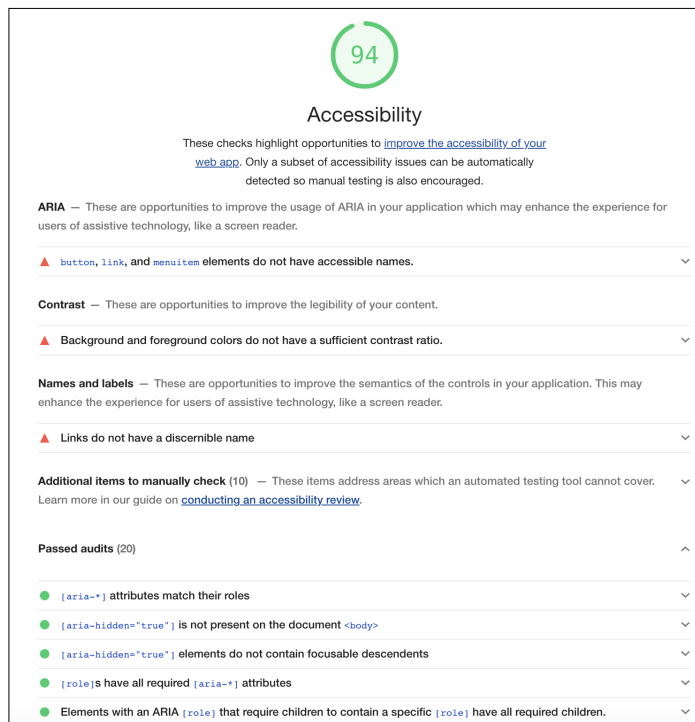 94
Accessibility
These checks highlight opportunities to improve the accessibility of your
web app. Only a subset of accessibility issues can be automatically
detected so manual testing is also encouraged.
ARIA — These are opportunities to improve the usage of ARIA in your application which may enhance the experience for
users of assistive technology, like a screen reader.
button, link, and menuitem elements do not have accessible names.
Contrast — These are opportunities to improve the legibility of your content.
Background and foreground colors do not have a sufficient contrast ratio.
Names and labels — These are opportunities to improve the semantics of the controls in your application. This may
enhance the experience for users of assistive technology, like a screen reader.
Links do not have a discernible name
Additional items to manually check (10) — These items address areas which an automated testing tool cannot cover.
Learn more in our guide on conducting an accessibility review.
Passed audits (20)
[aria-*] attributes match their roles
[aria-hidden="true"] is not present on the document <body>
[aria-hidden="true"] elements do not contain focusable descendents
[role]s have all required [aria-*] attributes
Elements with an ARIA [role] that require children to contain a specific [role] have all required children.